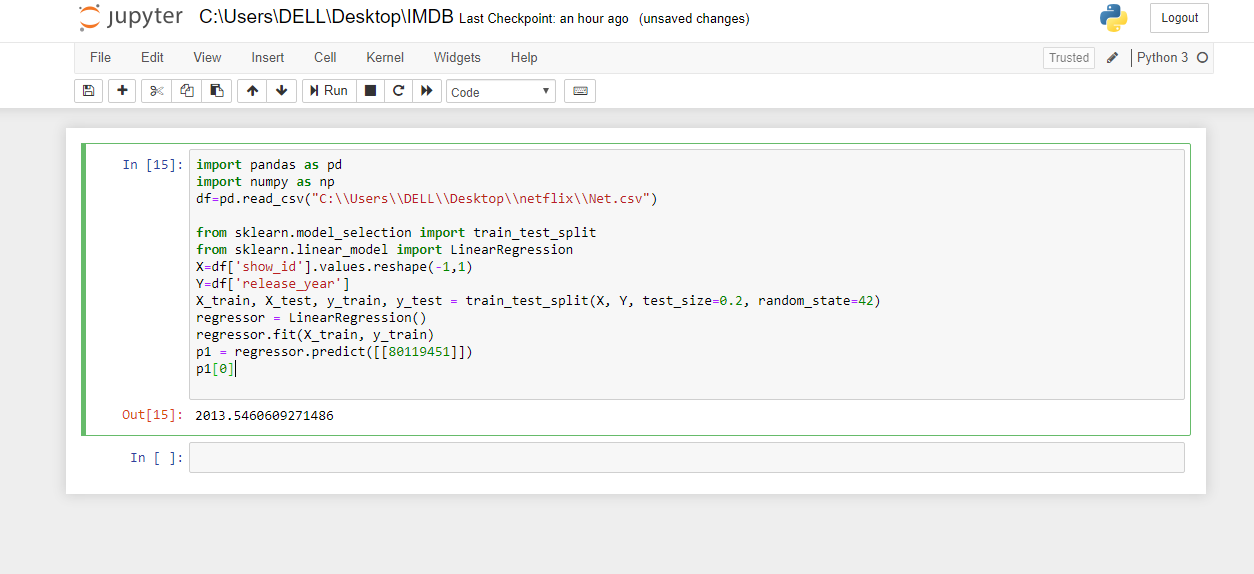 jupyter C:\Users\DELL\Desktop\IMDB Last Checkpoint: an hour ago (unsaved changes) Logout
File Edit View Insert Cell Kernel Widgets Help Trusted Python 3
Run Code
In [15]: import pandas as pd
import numpy as np
df=pd.read_csv("C:\\Users\\DELL\\Desktop\\netflix\\Net.csv")
from sklearn.model_selection import train_test_split
from sklearn.linear_model import LinearRegression
X=df['show_id'].values.reshape(-1,1)
Y=df['release_year']
X_train, X_test, y_train, y_test = train_test_split(X, Y, test_size=0.2, random_state=42)
regressor = LinearRegression()
regressor.fit(X_train, y_train)
p1 = regressor.predict([[80119451]])
p1[0]
Out[15]: 2013.5460609271486
In [ ]: